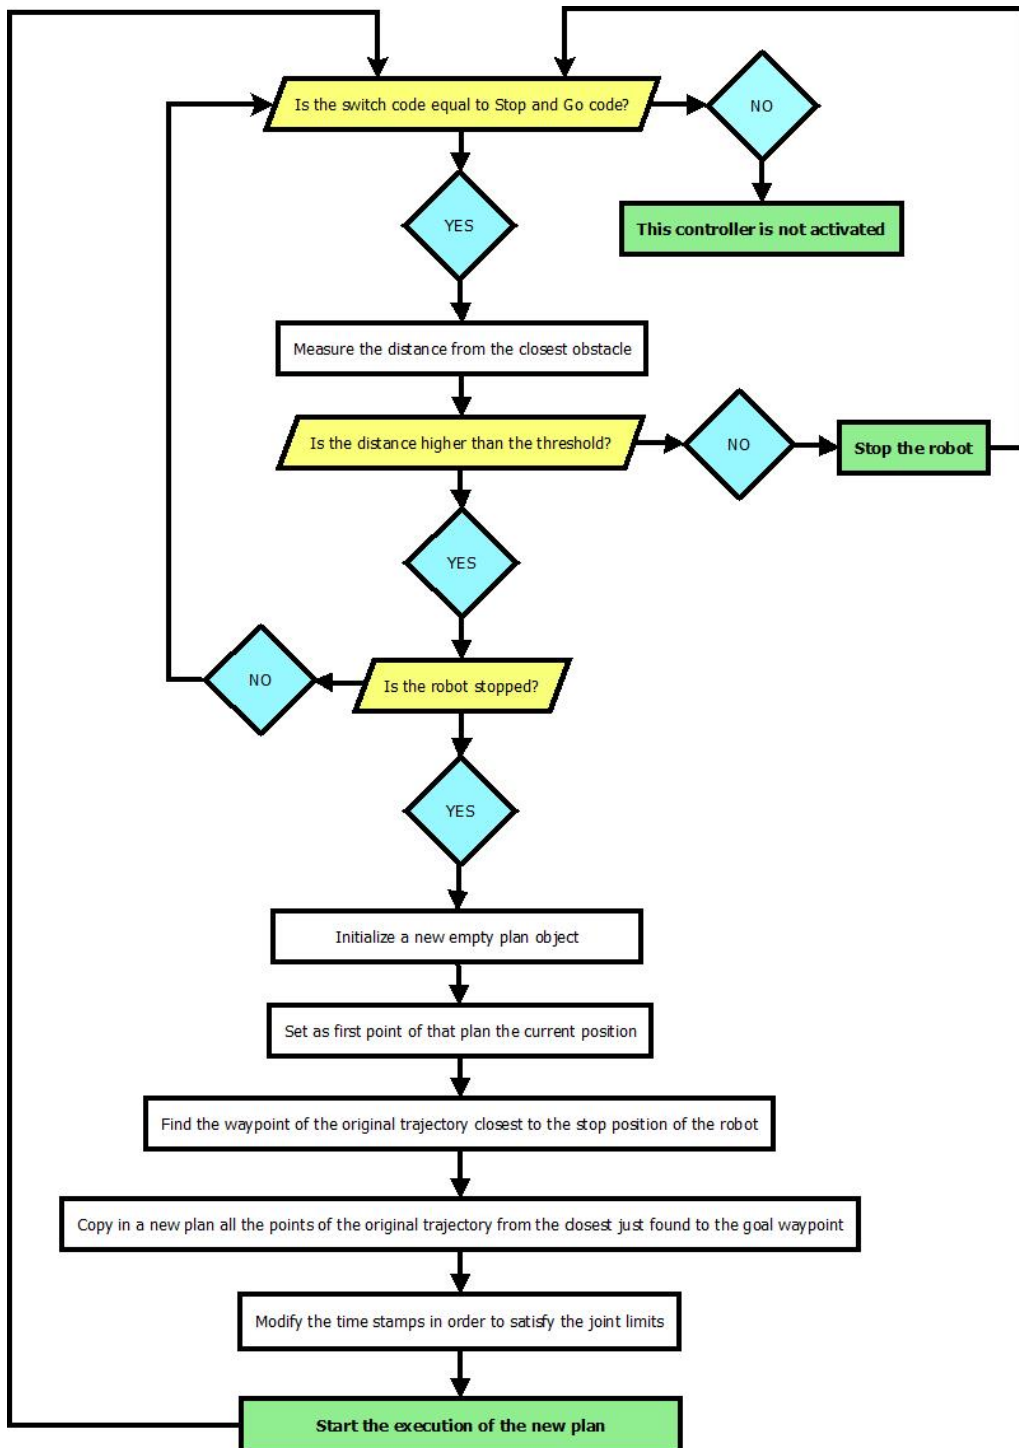 Is the switch code equal to Stop and Go code?
NO
YES
This controller is not activated
Measure the distance from the closest obstacle
Is the distance higher than the threshold?
NO
Stop the robot
YES
Is the robot stopped?
NO
YES
Initialize a new empty plan object
Set as first point of that plan the current position
Find the waypoint of the original trajectory closest to the stop position of the robot
Copy in a new plan all the points of the original trajectory from the closest just found to the goal waypoint
Modify the time stamps in order to satisfy the joint limits
Start the execution of the new plan